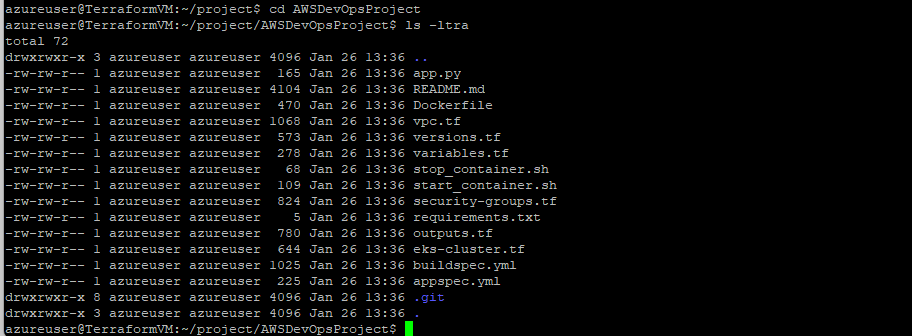 azureuser@TerraformVM:~/project$ cd AWSDevOpsProject
azureuser@TerraformVM:~/project/AWSDevOpsProject$ ls -ltra
total 72
drwxrwxr-x 3 azureuser azureuser 4096 Jan 26 13:36 ..
-rw-rw-r-- 1 azureuser azureuser  165 Jan 26 13:36 app.py
-rw-rw-r-- 1 azureuser azureuser 4104 Jan 26 13:36 README.md
-rw-rw-r-- 1 azureuser azureuser  470 Jan 26 13:36 Dockerfile
-rw-rw-r-- 1 azureuser azureuser 1068 Jan 26 13:36 vpc.tf
-rw-rw-r-- 1 azureuser azureuser  573 Jan 26 13:36 versions.tf
-rw-rw-r-- 1 azureuser azureuser  278 Jan 26 13:36 variables.tf
-rw-rw-r-- 1 azureuser azureuser   68 Jan 26 13:36 stop_container.sh
-rw-rw-r-- 1 azureuser azureuser  109 Jan 26 13:36 start_container.sh
-rw-rw-r-- 1 azureuser azureuser  824 Jan 26 13:36 security-groups.tf
-rw-rw-r-- 1 azureuser azureuser    5 Jan 26 13:36 requirements.txt
-rw-rw-r-- 1 azureuser azureuser  780 Jan 26 13:36 outputs.tf
-rw-rw-r-- 1 azureuser azureuser  644 Jan 26 13:36 eks-cluster.tf
-rw-rw-r-- 1 azureuser azureuser 1025 Jan 26 13:36 buildspec.yml
-rw-rw-r-- 1 azureuser azureuser  225 Jan 26 13:36 appspec.yml
drwxrwxr-x 8 azureuser azureuser 4096 Jan 26 13:36 .git
drwxrwxr-x 3 azureuser azureuser 4096 Jan 26 13:36 .
azureuser@TerraformVM:~/project/AWSDevOpsProject$